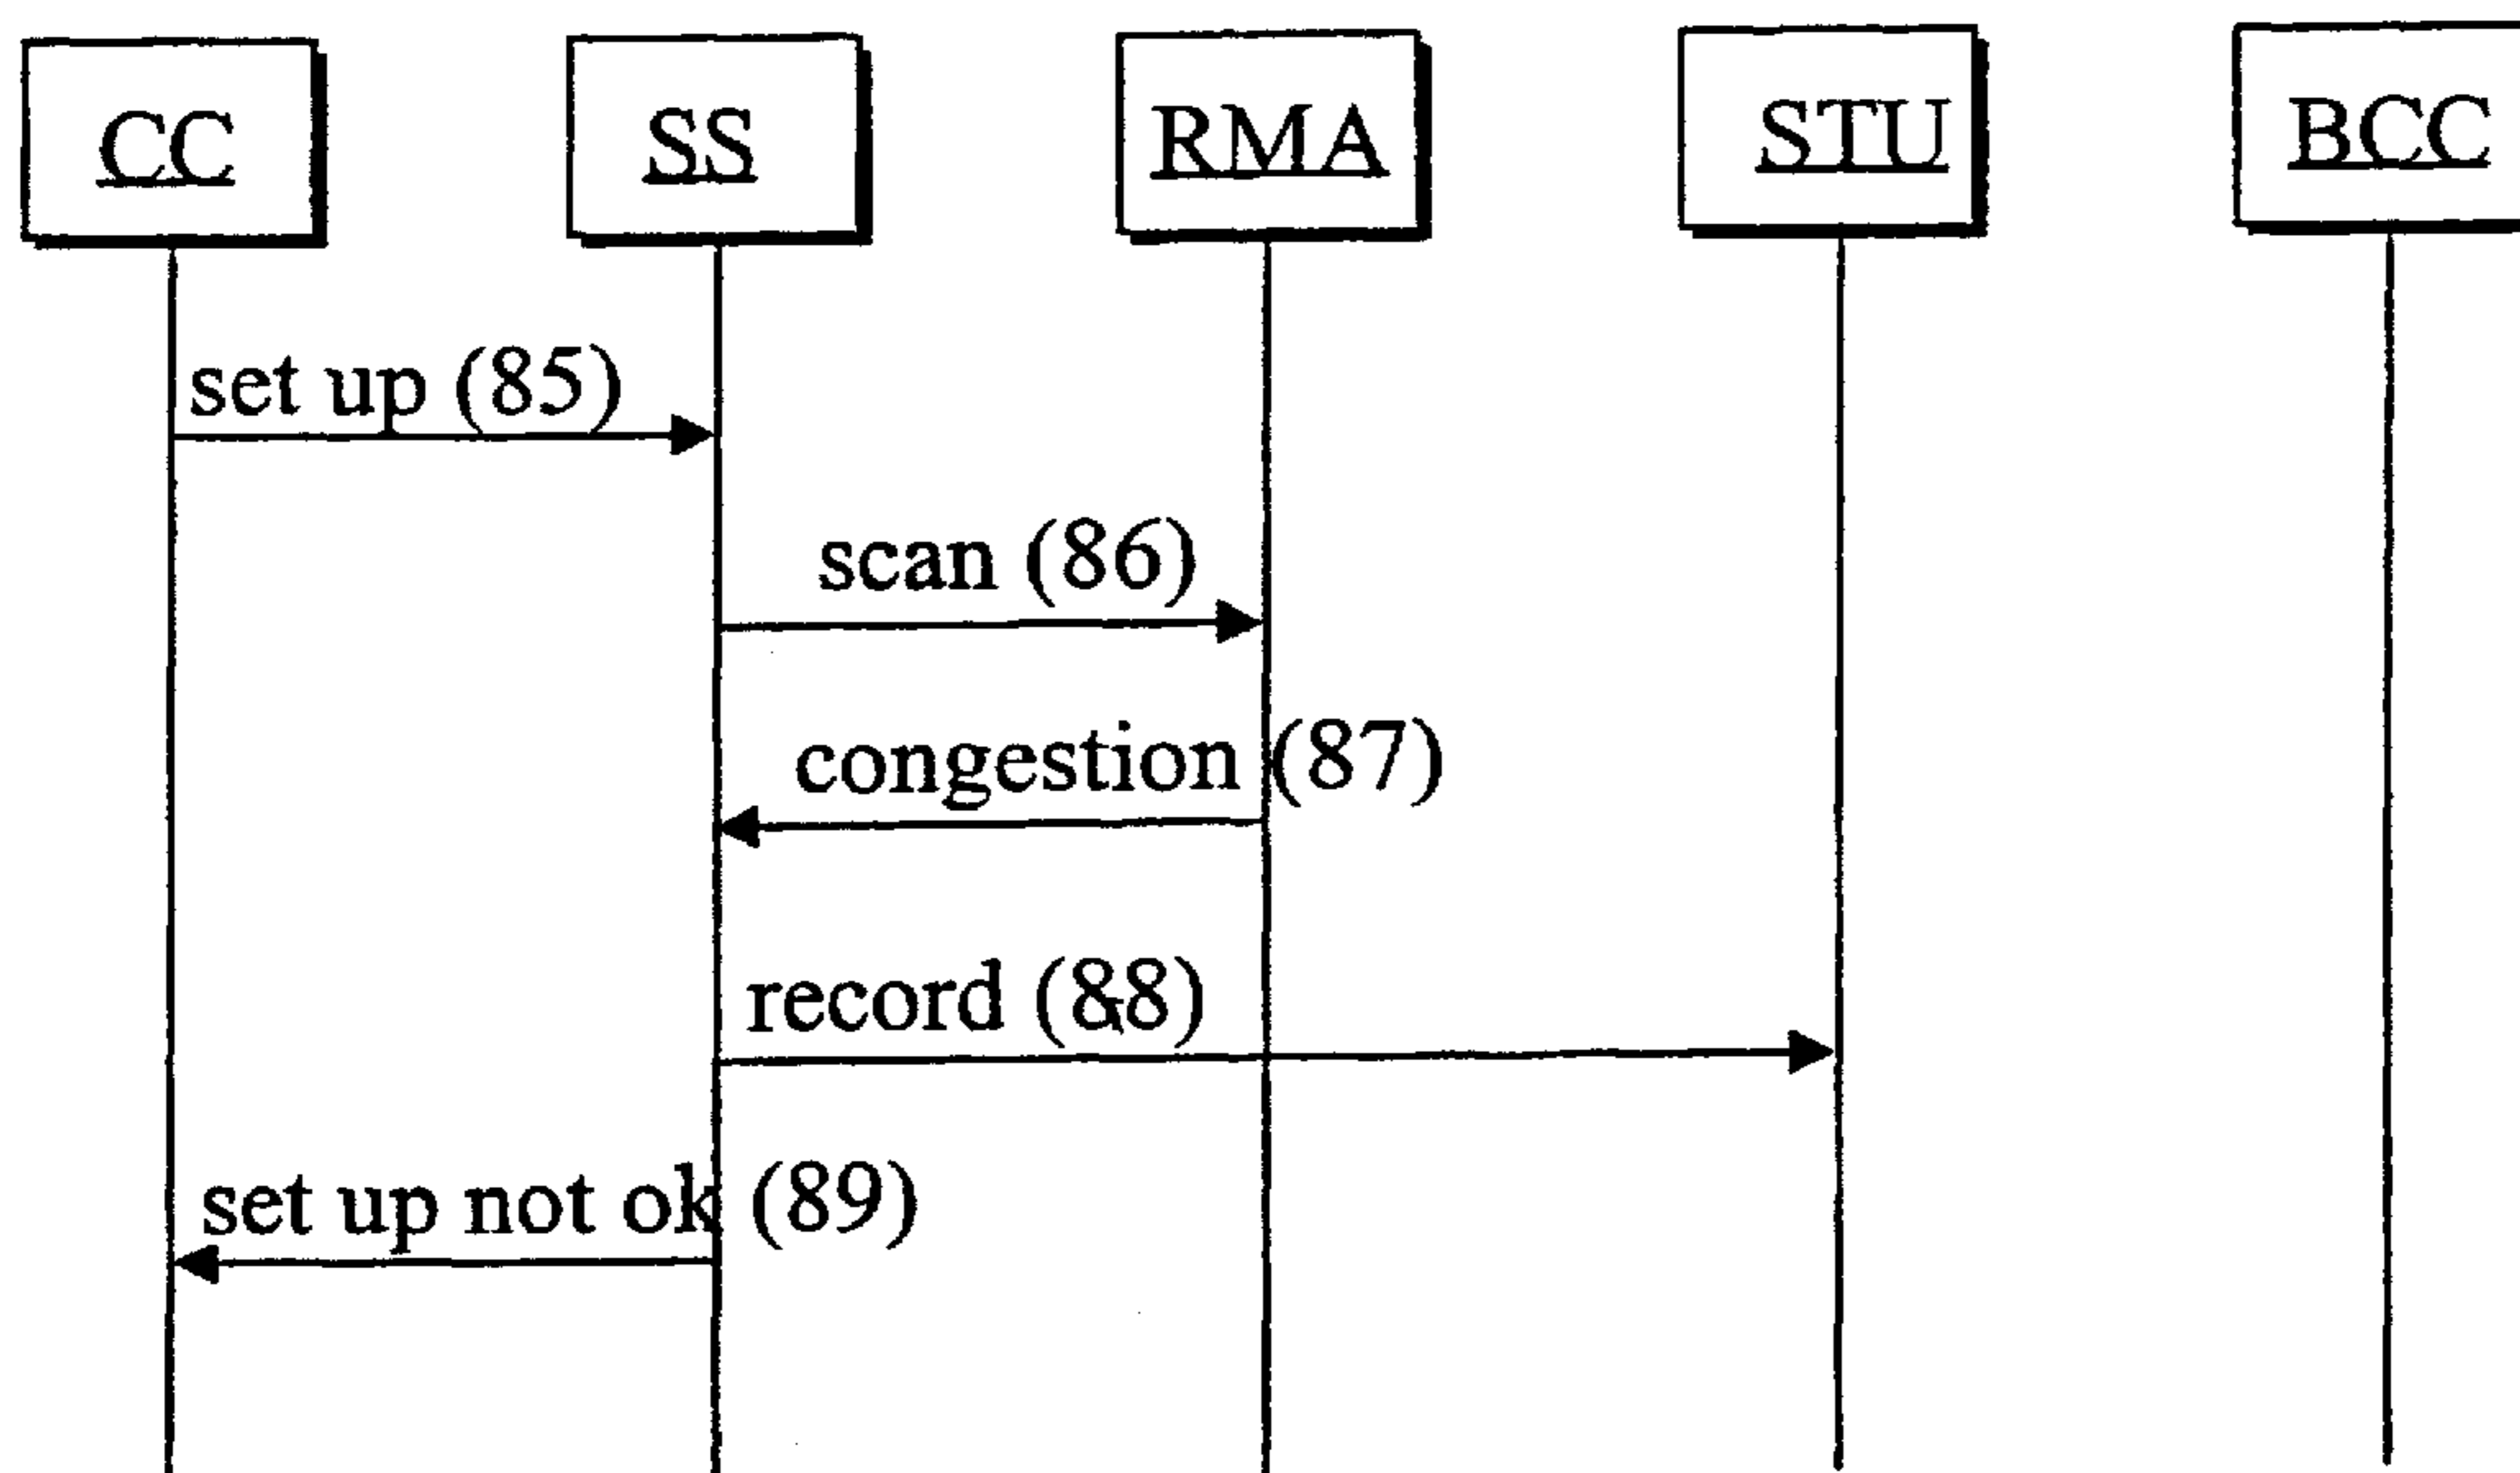 CC
SS
RMA
STU
BCC
set up (85)
scan (86)
congestion (87)
record (88)
set up not ok (89)